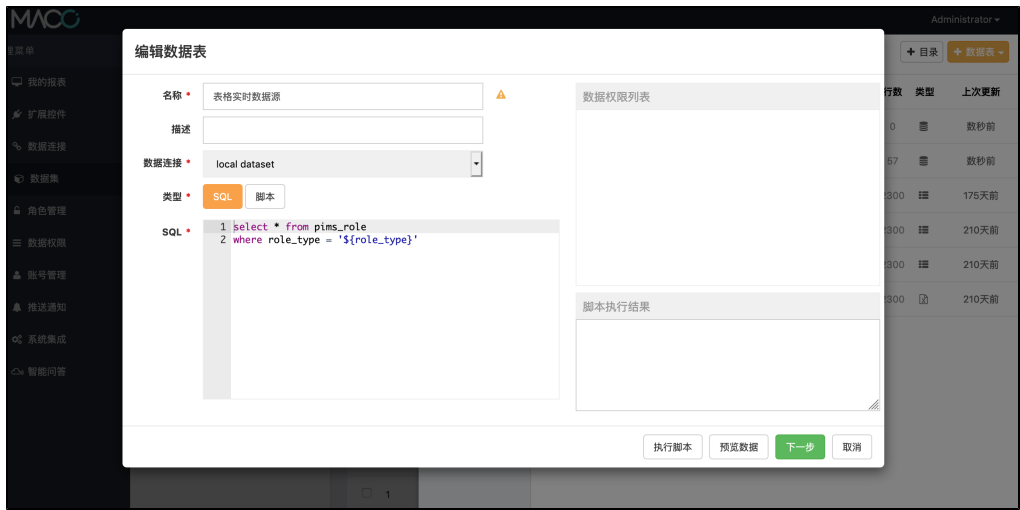 MACC
Administrator
理菜单
+ 目录
+ 数据表
我的报表
扩展控件
数据连接
数据集
角色管理
数据权限
账号管理
推送通知
系统集成
智能问答
编辑数据表
名称 *
表格实时数据源
描述
数据连接 *
local dataset
类型 *
SQL
脚本
SQL *
1 select * from pims_role
2 where role_type = '${role_type}'
数据权限列表
脚本执行结果
执行脚本
预览数据
下一步
取消
行数 类型 上次更新
0 数秒前
57 数秒前
2300 175天前
2300 210天前
2300 210天前
2300 210天前
1